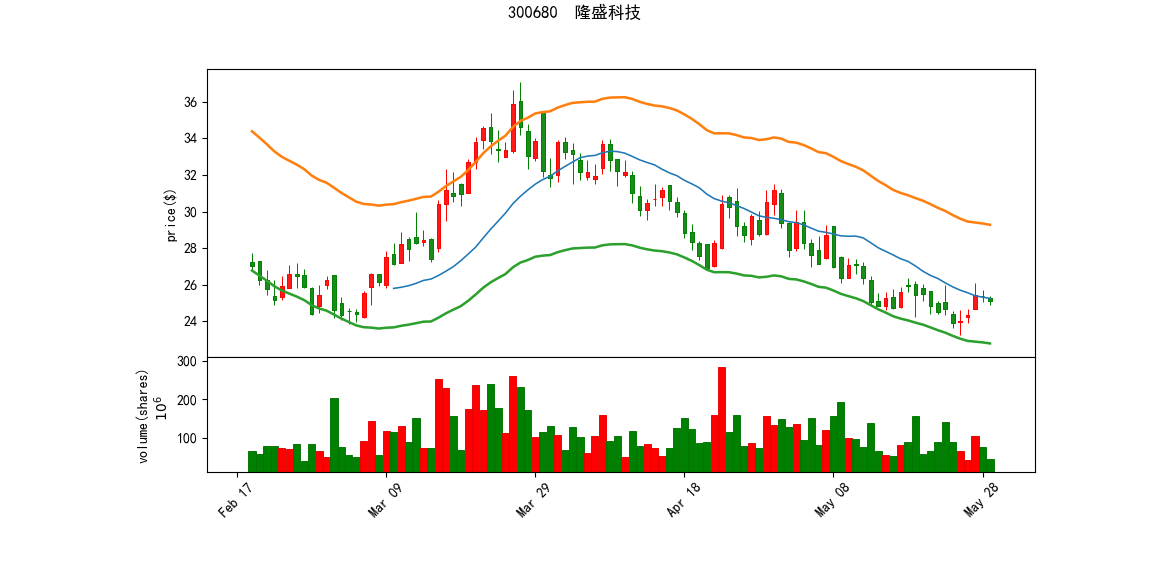 300680  隆盛科技
price($)
36
34
32
30
28
26
24
volume(shares)
10^6
300
200
100
Feb 17
Mar 09
Mar 29
Apr 18
May 08
May 28